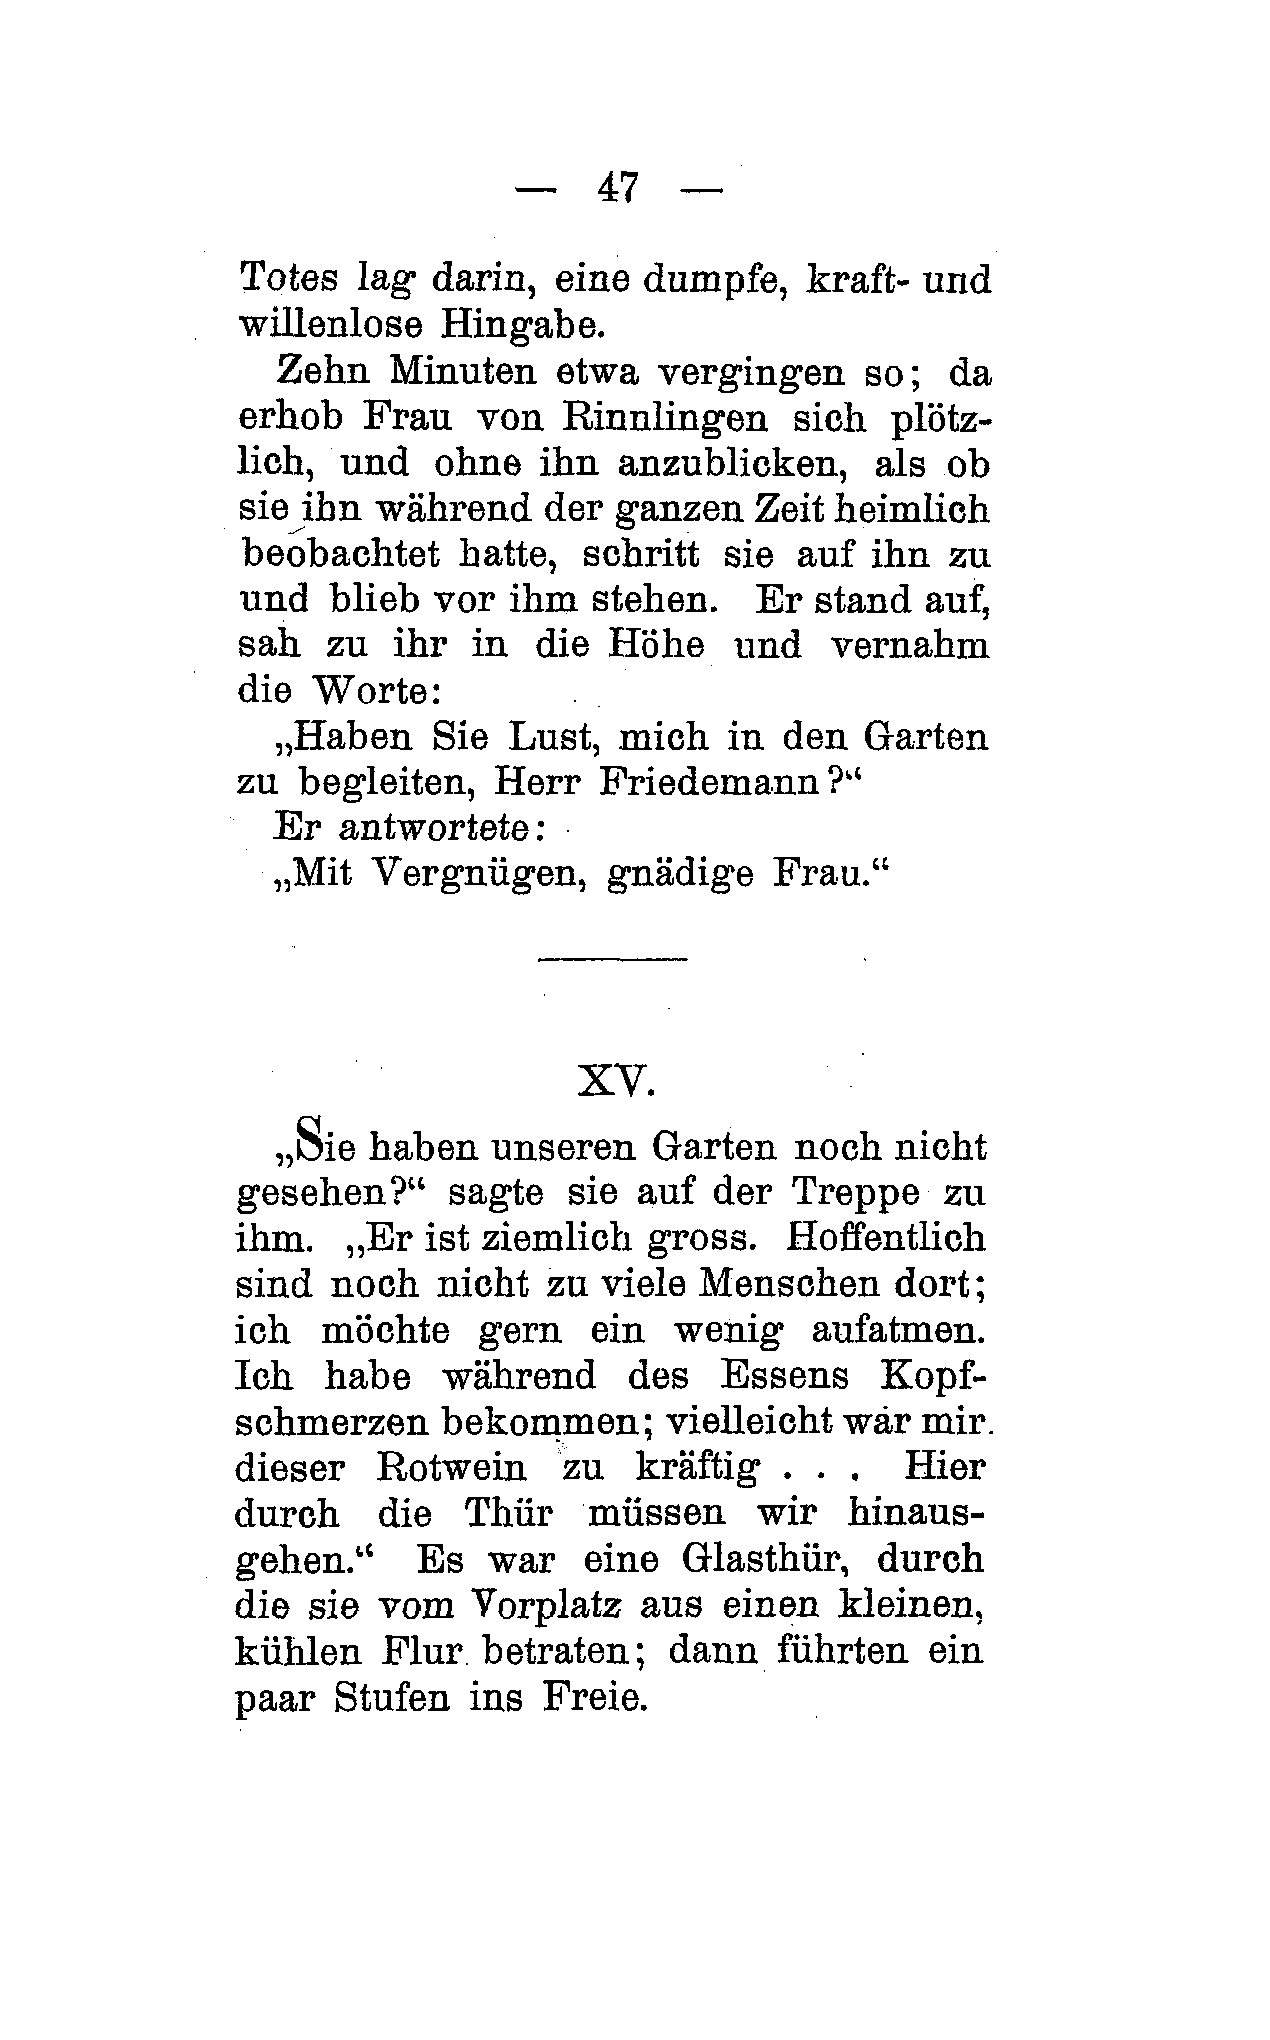 — 47 —
Totes lag darin, eine dumpfe, kraft- und
willenlose Hingabe.
Zehn Minuten etwa vergingen so; da
erhob Frau von Rinnlingen sich plötz-
lich, und ohne ihn anzublicken, als ob
sie ihn während der ganzen Zeit heimlich
beobachtet hatte, schritt sie auf ihn zu
und blieb vor ihm stehen. Er stand auf,
sah zu ihr in die Höhe und vernahm
die Worte:
„Haben Sie Lust, mich in den Garten
zu begleiten, Herr Friedemann?“
Er antwortete:
„Mit Vergnügen, gnädige Frau.“
XV.
„Sie haben unseren Garten noch nicht
gesehen?“ sagte sie auf der Treppe zu
ihm. „Er ist ziemlich gross. Hoffentlich
sind noch nicht zu viele Menschen dort;
ich möchte gern ein wenig aufatmen.
Ich habe während des Essens Kopf-
schmerzen bekommen; vielleicht war mir
dieser Rotwein zu kräftig . . . Hier
durch die Thür müssen wir hinaus-
gehen.“ Es war eine Glasthür, durch
die sie vom Vorplatz aus einen kleinen,
kühlen Flur betraten; dann führten ein
paar Stufen ins Freie.